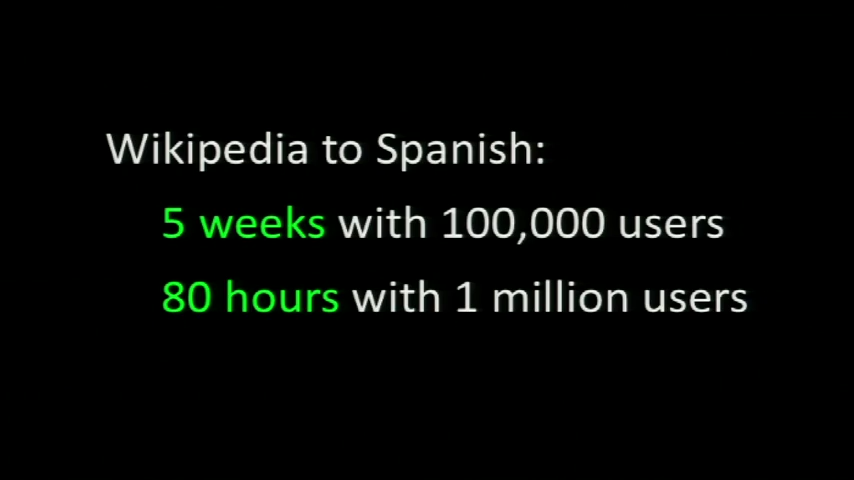 Wikipedia to Spanish:
5 weeks with 100,000 users
80 hours with 1 million users